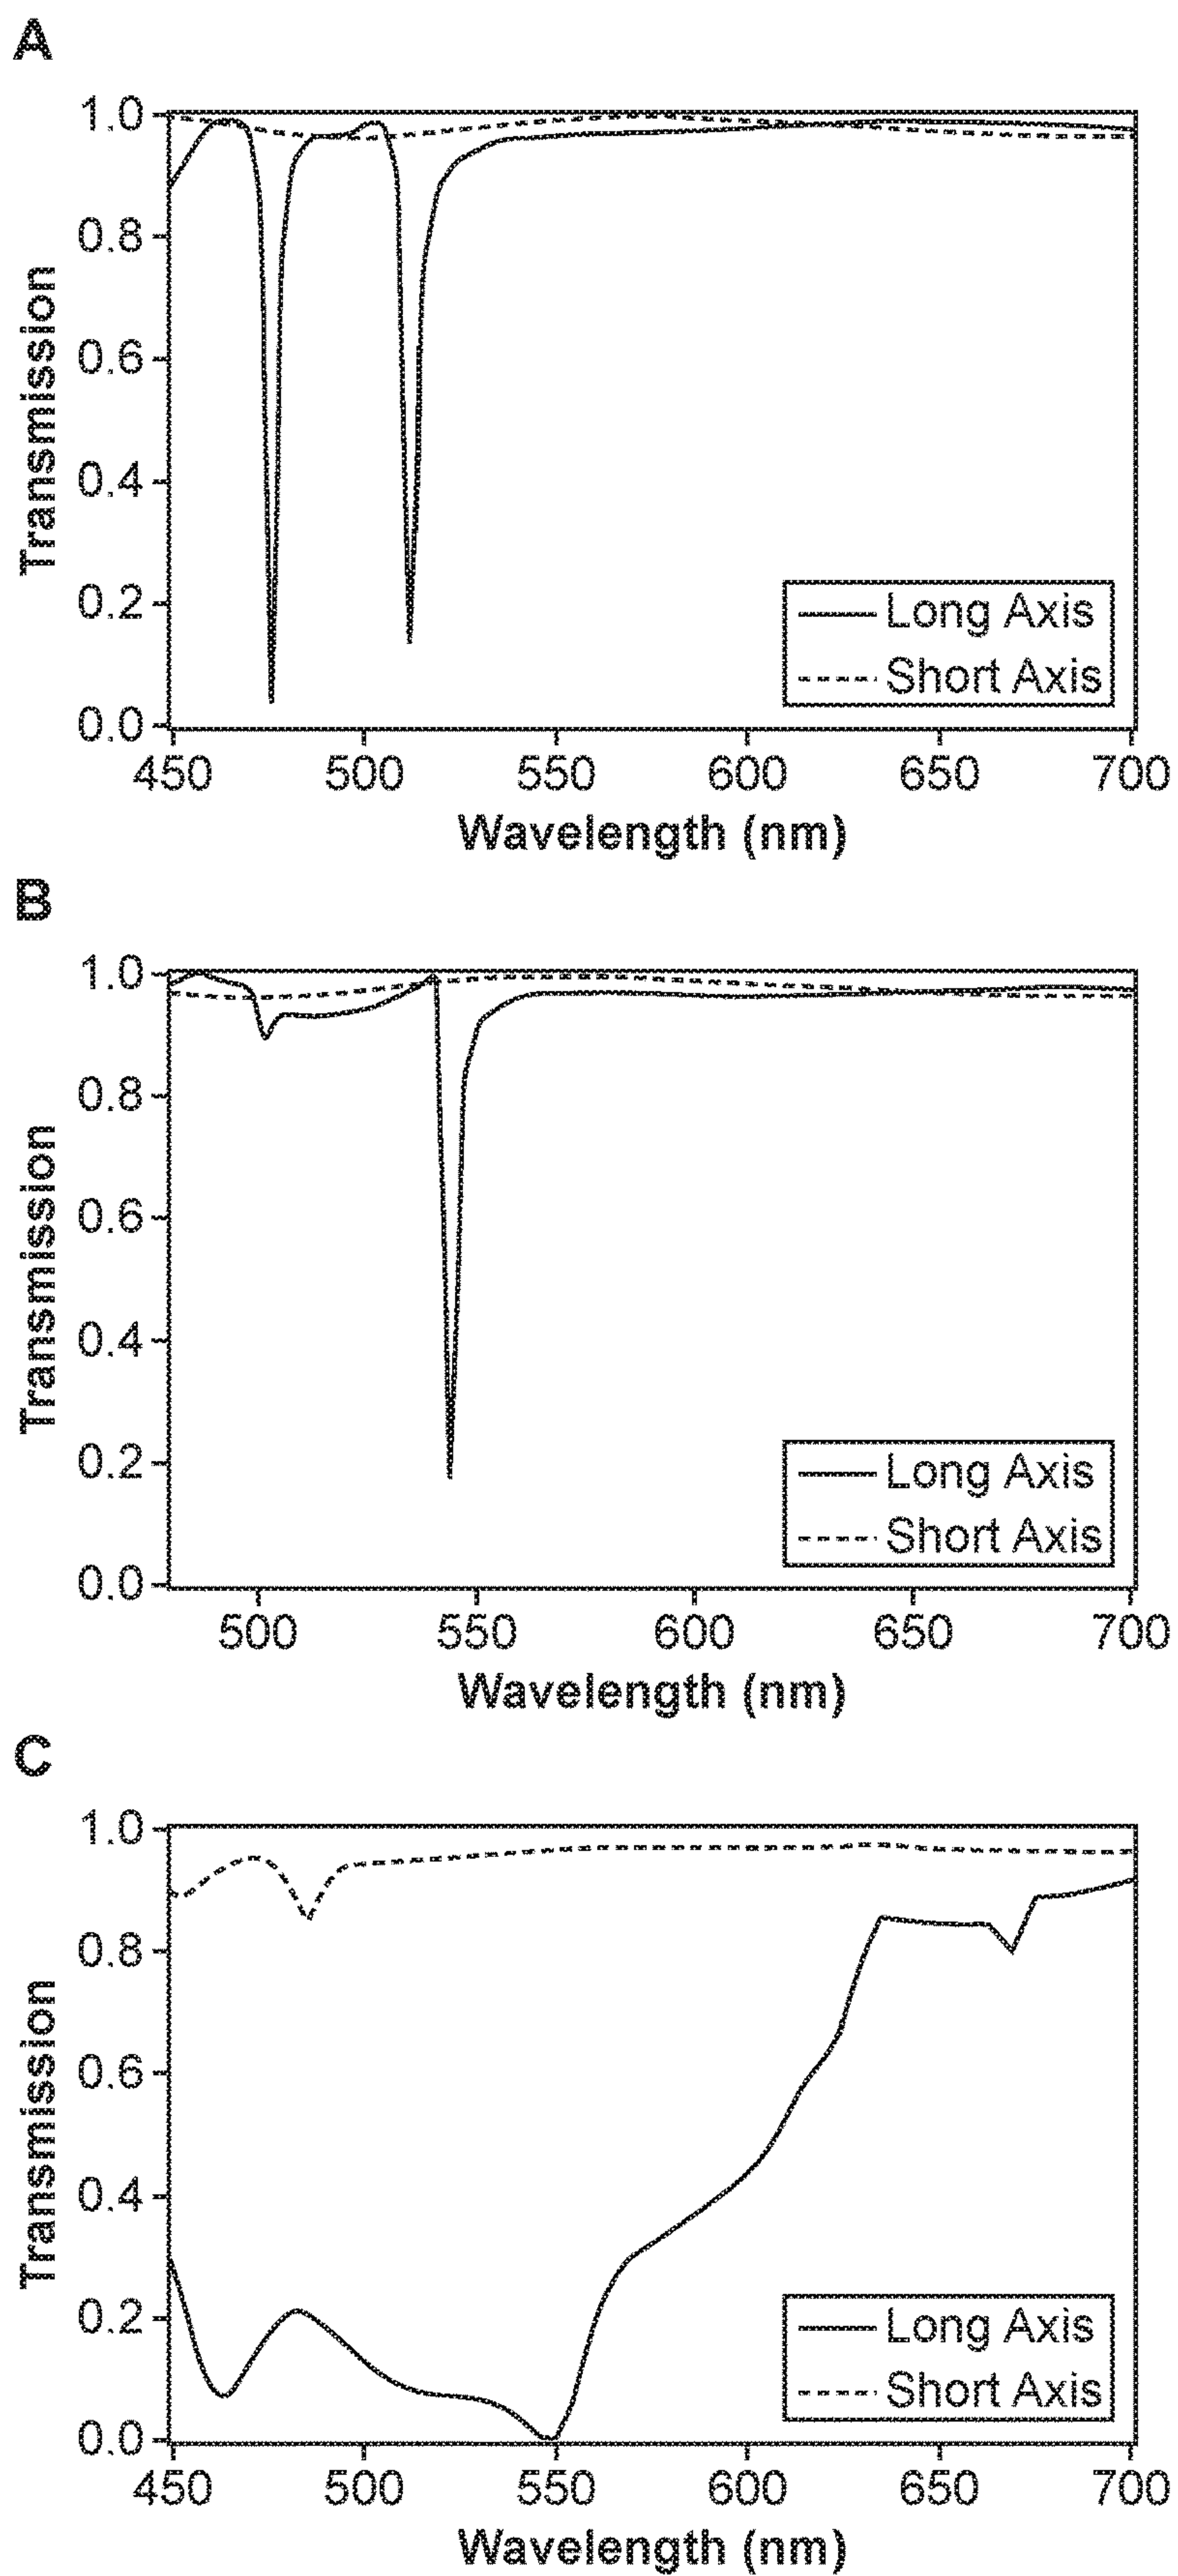 A
1.0
0.8
0.6
0.4
0.2
0.0
Transmission
Long Axis
Short Axis
450 500 550 600 650 700
Wavelength (nm)
B
1.0
0.8
0.6
0.4
0.2
0.0
Transmission
Long Axis
Short Axis
500 550 600 650 700
Wavelength (nm)
C
1.0
0.8
0.6
0.4
0.2
0.0
Transmission
Long Axis
Short Axis
450 500 550 600 650 700
Wavelength (nm)